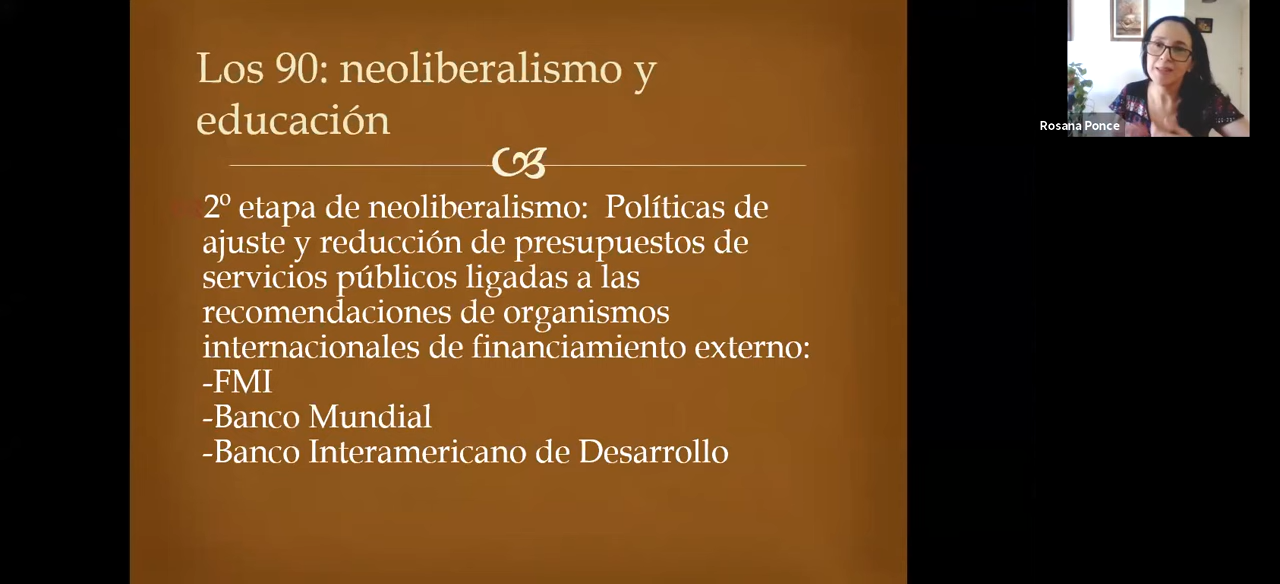 Los 90: neoliberalismo y
educación
2º etapa de neoliberalismo: Políticas de
ajuste y reducción de presupuestos de
servicios públicos ligadas a las
recomendaciones de organismos
internacionales de financiamiento externo:
-FMI
-Banco Mundial
-Banco Interamericano de Desarrollo
Rosana Ponce